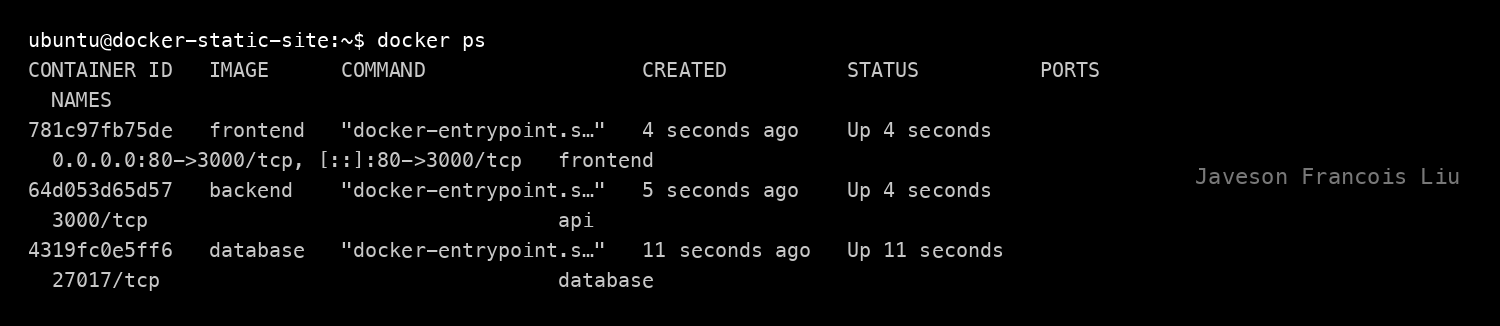 ubuntu@docker-static-site:~$ docker ps
CONTAINER ID   IMAGE      COMMAND                  CREATED          STATUS          PORTS
  NAMES
781c97fb75de   frontend   "docker-entrypoint.s…"   4 seconds ago    Up 4 seconds
  0.0.0.0:80->3000/tcp, [::]:80->3000/tcp   frontend
Javeson Francois Liu
64d053d65d57   backend    "docker-entrypoint.s…"   5 seconds ago    Up 4 seconds
  3000/tcp                                  api
4319fc0e5ff6   database   "docker-entrypoint.s…"   11 seconds ago   Up 11 seconds
  27017/tcp                                 database